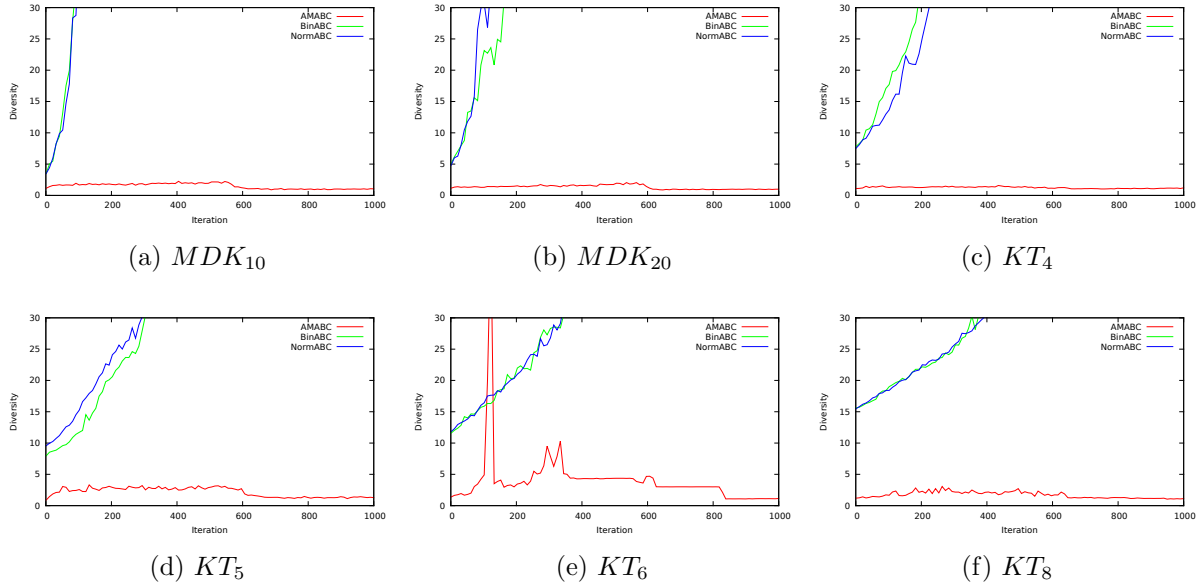 30
25
20
15
10
5
0
Diversity
0 200 400 600 800 1000
Iteration
AMABC
BinABC
NormABC
(a) MDK10
30
25
20
15
10
5
0
Diversity
0 200 400 600 800 1000
Iteration
AMABC
BinABC
NormABC
(b) MDK20
30
25
20
15
10
5
0
Diversity
0 200 400 600 800 1000
Iteration
AMABC
BinABC
NormABC
(c) KT4
30
25
20
15
10
5
0
Diversity
0 200 400 600 800 1000
Iteration
AMABC
BinABC
NormABC
(d) KT5
30
25
20
15
10
5
0
Diversity
0 200 400 600 800 1000
Iteration
AMABC
BinABC
NormABC
(e) KT6
30
25
20
15
10
5
0
Diversity
0 200 400 600 800 1000
Iteration
AMABC
BinABC
NormABC
(f) KT8